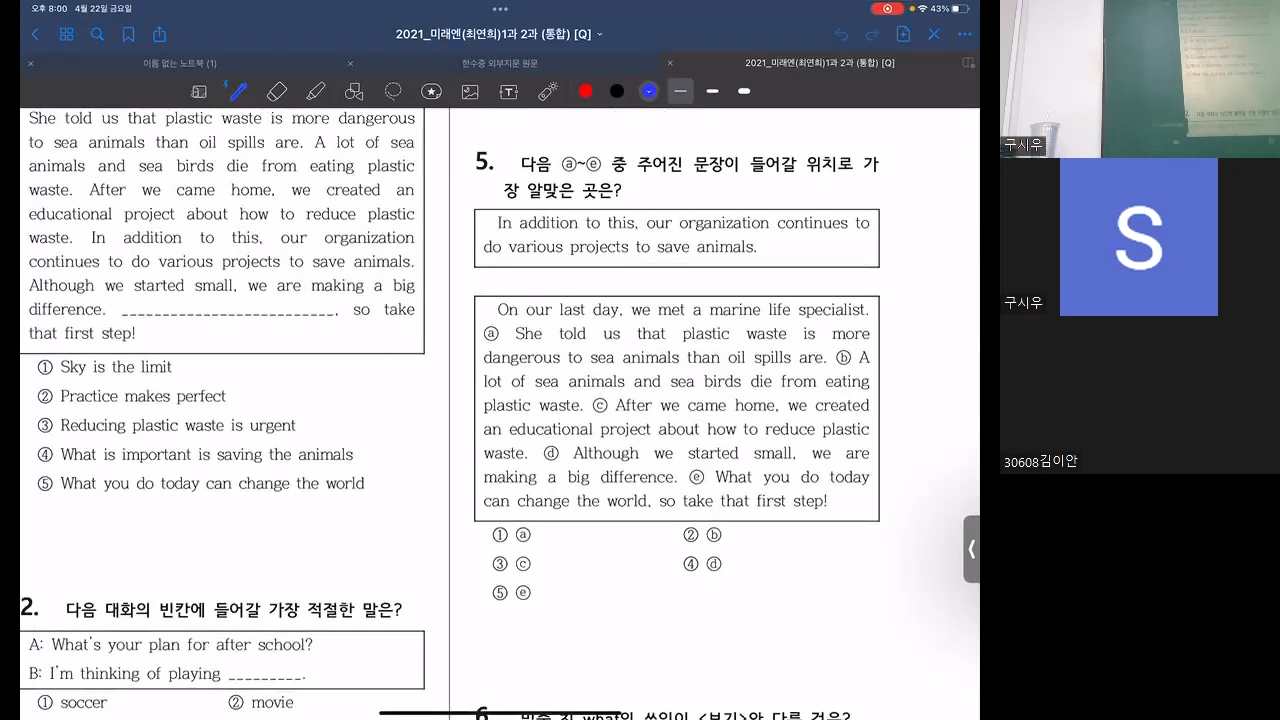 오후 8:00 4월 22일 금요일
43%
2021_미래엔(최연희)1과 2과 (통합) [Q]
이름 없는 노트북 (1)
한수중 외부지문 원문
2021_미래엔(최연희)1과 2과 (통합) [Q]
She told us that plastic waste is more dangerous
to sea animals than oil spills are. A lot of sea
animals and sea birds die from eating plastic
waste. After we came home, we created an
educational project about how to reduce plastic
waste. In addition to this, our organization
continues to do various projects to save animals.
Although we started small, we are making a big
difference. __________________________, so take
that first step!
① Sky is the limit
② Practice makes perfect
③ Reducing plastic waste is urgent
④ What is important is saving the animals
⑤ What you do today can change the world
2. 다음 대화의 빈칸에 들어갈 가장 적절한 말은?
A: What's your plan for after school?
B: I'm thinking of playing _________.
① soccer ② movie
5. 다음 ⓐ~ⓔ 중 주어진 문장이 들어갈 위치로 가
장 알맞은 곳은?
In addition to this, our organization continues to
do various projects to save animals.
On our last day, we met a marine life specialist.
ⓐ She told us that plastic waste is more
dangerous to sea animals than oil spills are. ⓑ A
lot of sea animals and sea birds die from eating
plastic waste. ⓒ After we came home, we created
an educational project about how to reduce plastic
waste. ⓓ Although we started small, we are
making a big difference. ⓔ What you do today
can change the world, so take that first step!
① ⓐ ② ⓑ
③ ⓒ ④ ⓓ
⑤ ⓔ
구시우
S
구시우
30608김이안